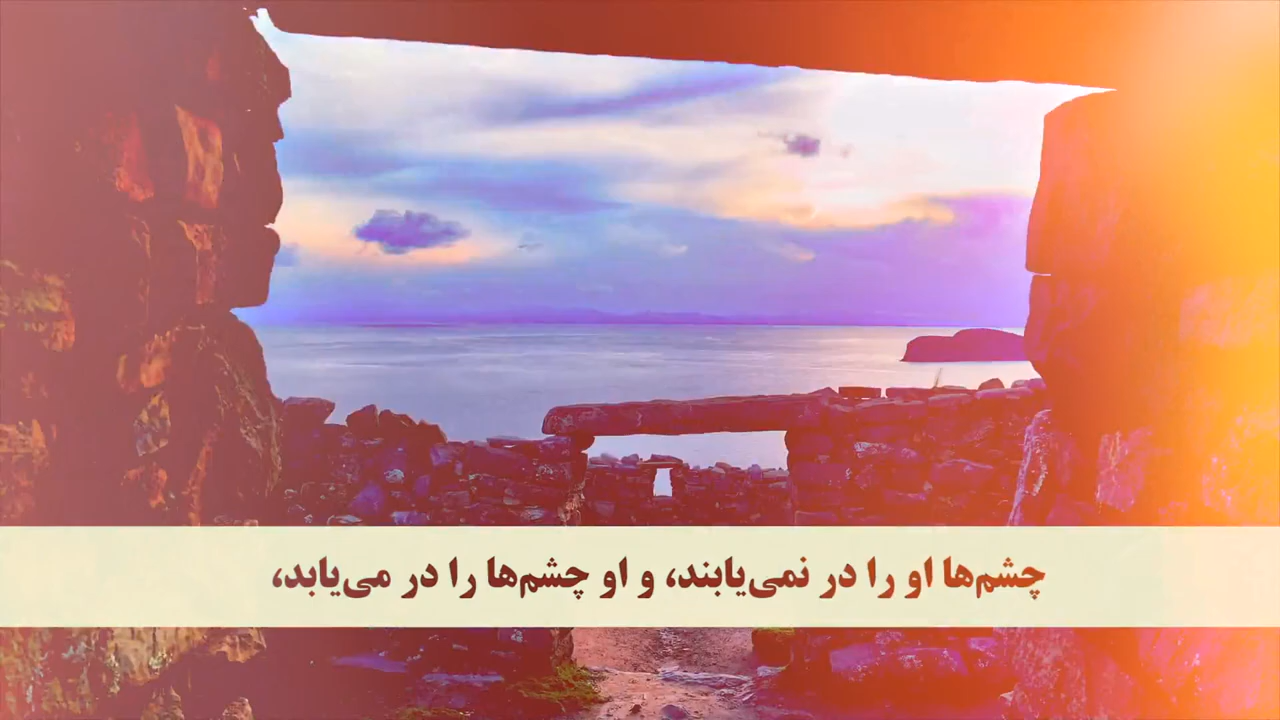 چشم‌ها او را در نمی‌یابند، و او چشم‌ها را در می‌یابد،